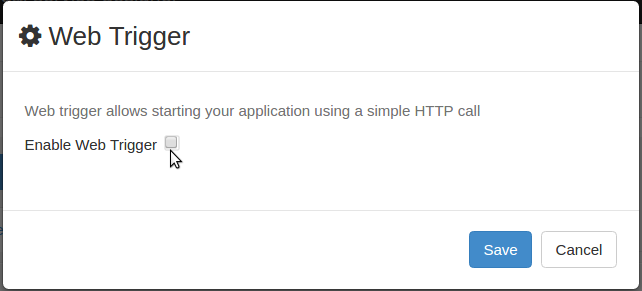 Web Trigger
Web trigger allows starting your application using a simple HTTP call
Enable Web Trigger
Save Cancel